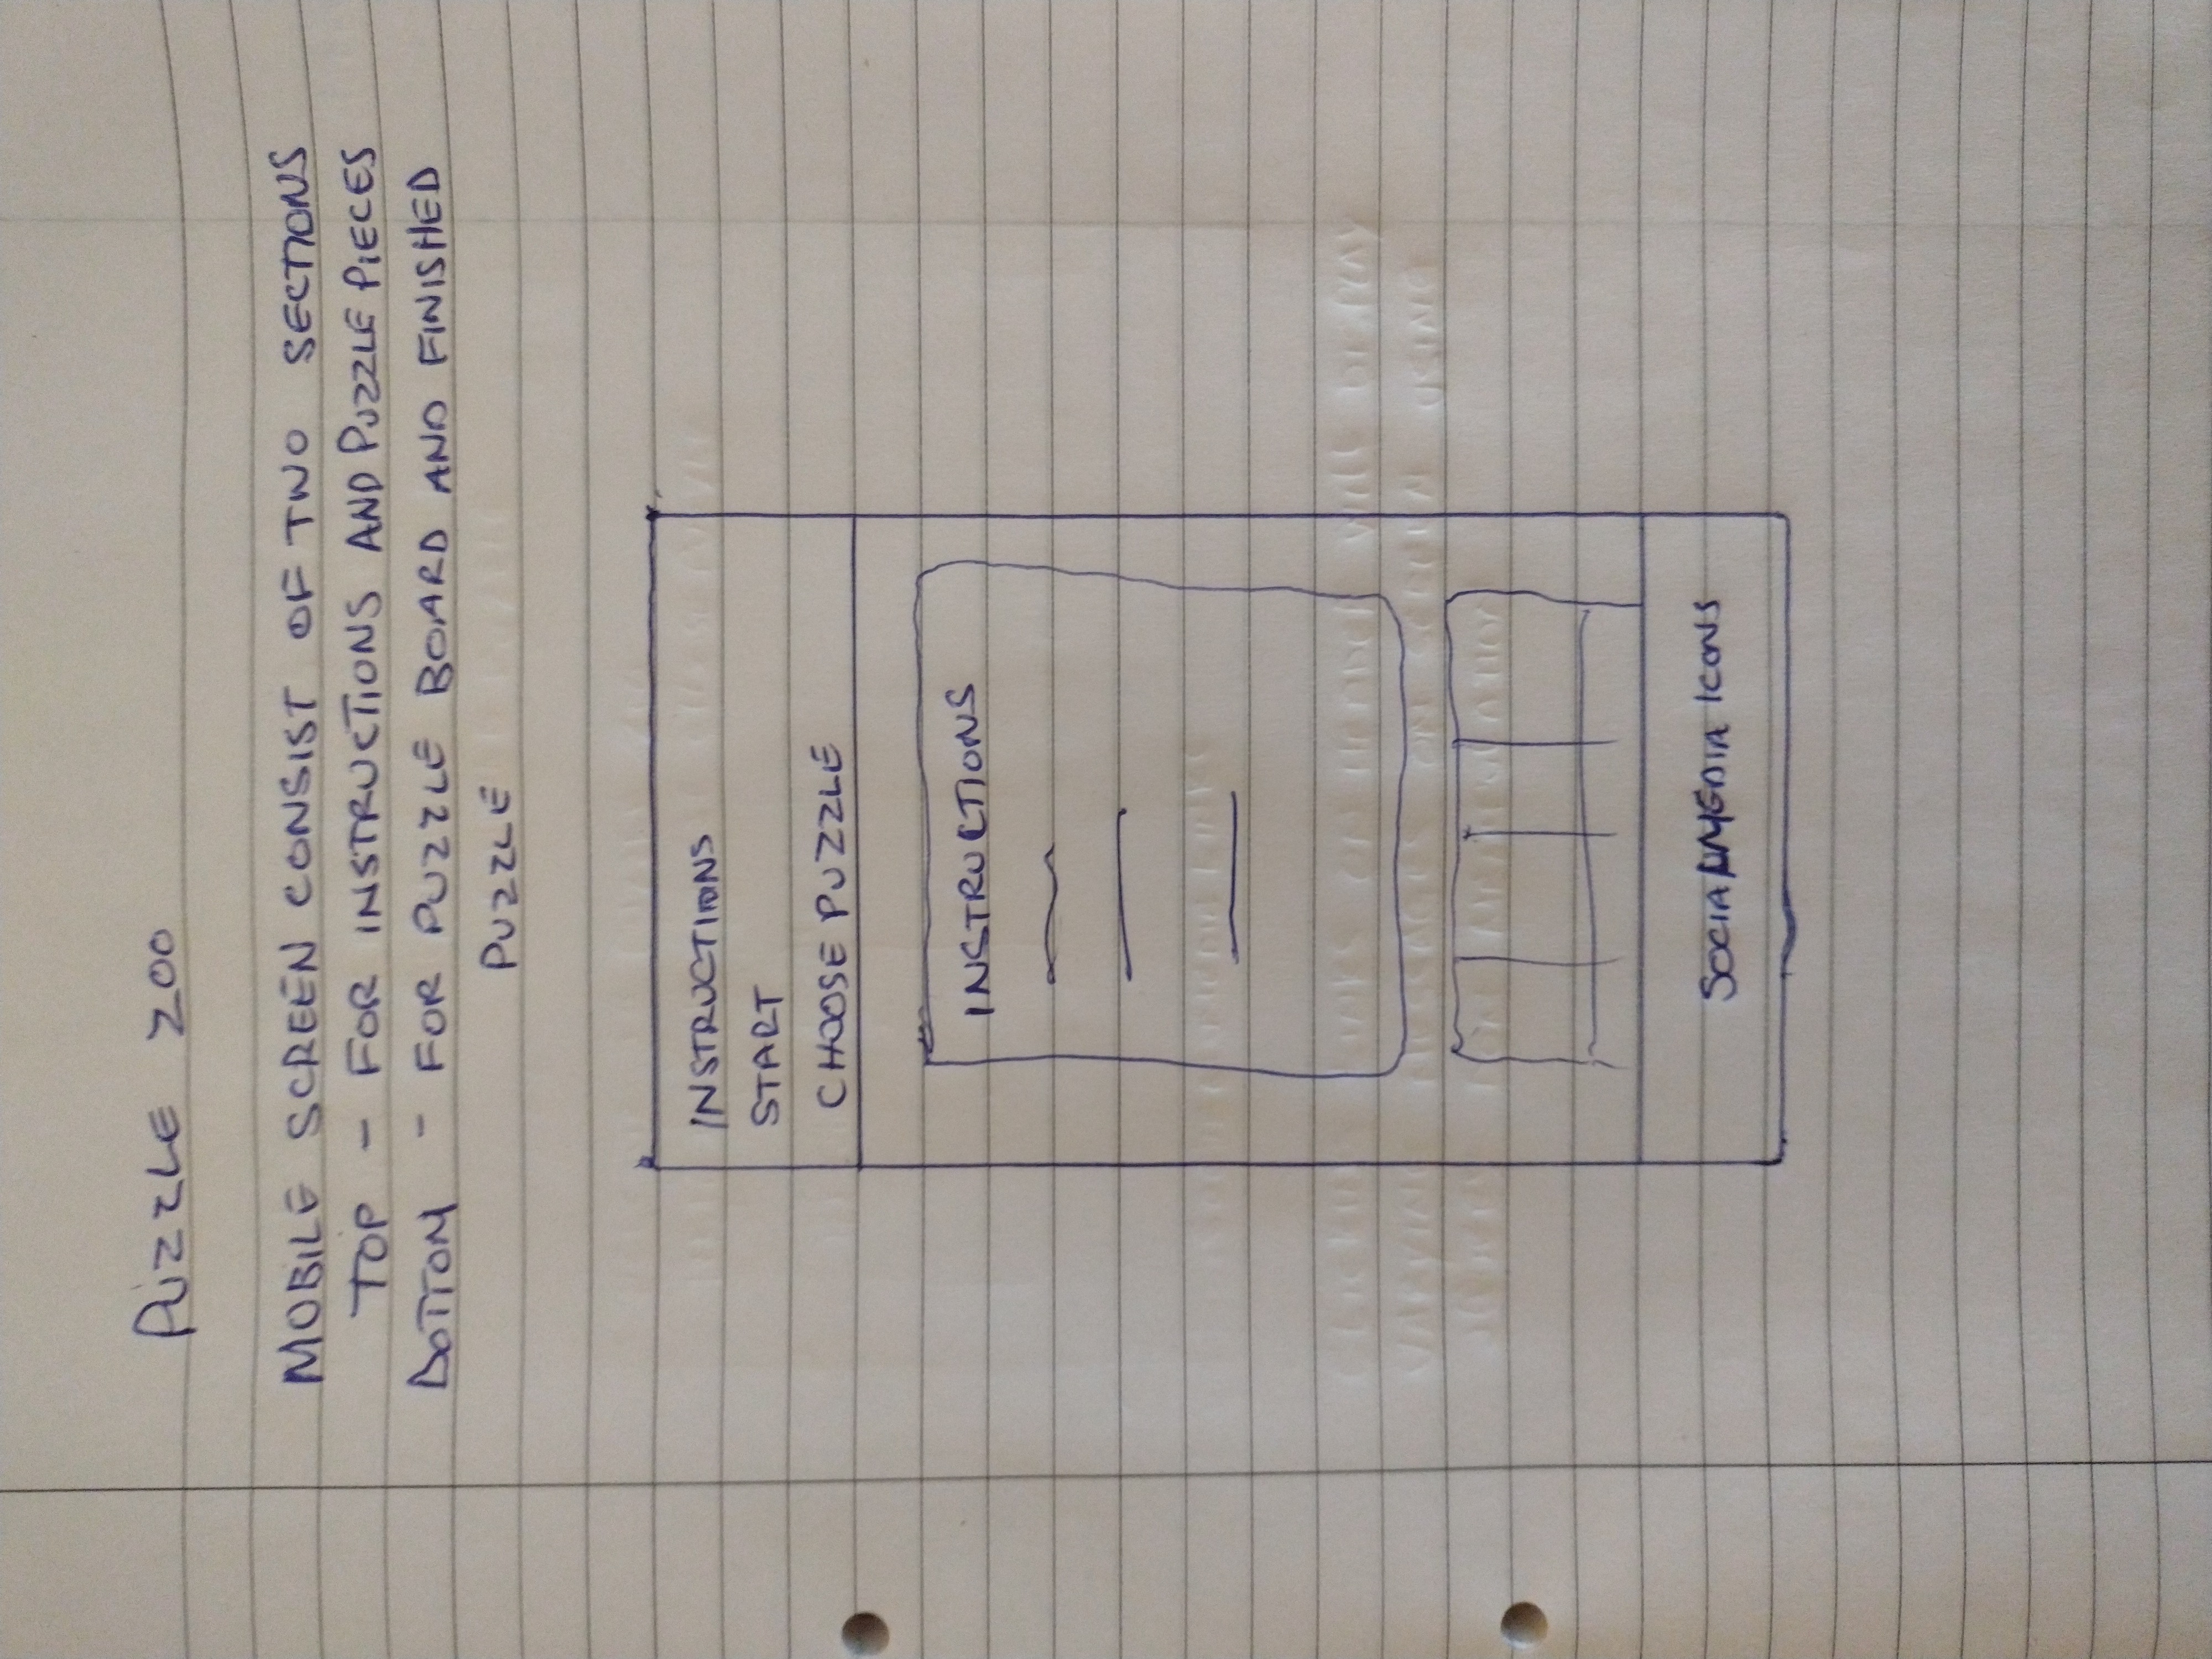 PUZZLE ZOO
MOBILE SCREEN CONSIST OF TWO SECTIONS
TOP - FOR INSTRUCTIONS AND PUZZLE PIECES
BOTTOM - FOR PUZZLE BOARD AND FINISHED
PUZZLE
INSTRUCTIONS
START
CHOOSE PUZZLE
INSTRUCTIONS
SOCIAL MEDIA ICONS